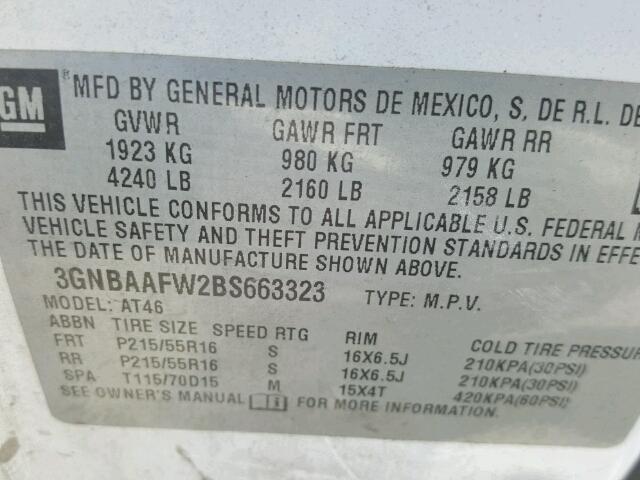 GM ® MFD BY GENERAL MOTORS DE MEXICO, S. DE R.L. DE
GVWR GAWR FRT GAWR RR
1923 KG 980 KG 979 KG
4240 LB 2160 LB 2158 LB
THIS VEHICLE CONFORMS TO ALL APPLICABLE U.S. FEDERAL
VEHICLE SAFETY AND THEFT PREVENTION STANDARDS IN EFFE
THE DATE OF MANUFACTURE SHOWN ABOVE.
3GNBAAFW2BS663323 TYPE: M.P.V.
MODEL: AT46
ABBN TIRE SIZE SPEED RTG RIM COLD TIRE PRESSUR
FRT P215/55R16 S 16X6.5J 210KPA(30PSI)
RR P215/55R16 S 16X6.5J 210KPA(30PSI)
SPA T115/70D15 M 15X4T 420KPA(60PSI)
SEE OWNER'S MANUAL FOR MORE INFORMATION.